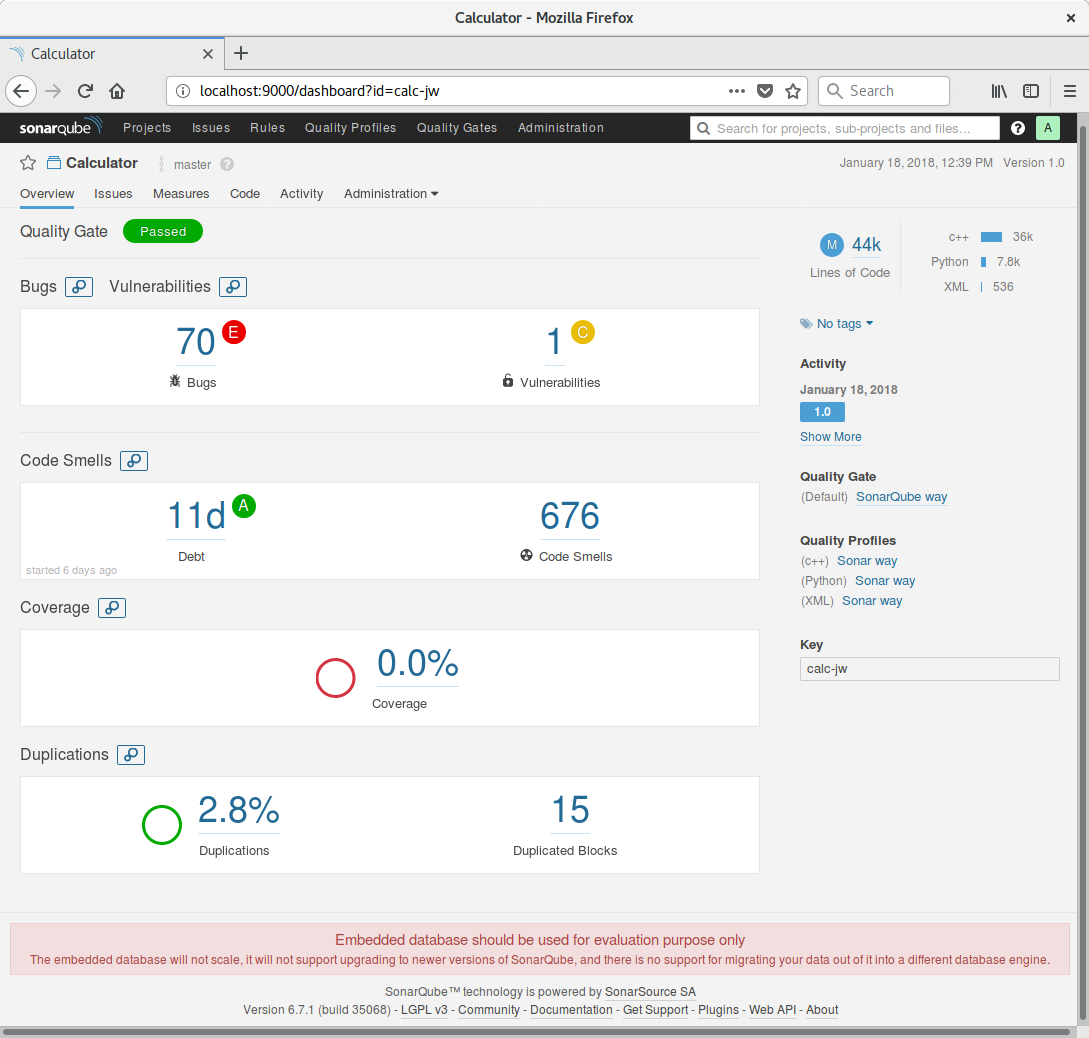 Calculator - Mozilla Firefox
Calculator
localhost:9000/dashboard?id=calc-jw
Search
sonarqube Projects Issues Rules Quality Profiles Quality Gates Administration Search for projects, sub-projects and files... ? A
Calculator master ? January 18, 2018, 12:39 PM Version 1.0
Overview Issues Measures Code Activity Administration
Quality Gate Passed
Bugs Vulnerabilities
70 E
Bugs
1 C
Vulnerabilities
Code Smells
11d A
Debt
676
Code Smells
started 6 days ago
Coverage
0.0%
Coverage
Duplications
2.8%
Duplications
15
Duplicated Blocks
M 44k
Lines of Code
c++ 36k
Python 7.8k
XML 536
No tags
Activity
January 18, 2018
1.0
Show More
Quality Gate
(Default) SonarQube way
Quality Profiles
(c++) Sonar way
(Python) Sonar way
(XML) Sonar way
Key
calc-jw
Embedded database should be used for evaluation purpose only
The embedded database will not scale, it will not support upgrading to newer versions of SonarQube, and there is no support for migrating your data out of it into a different database engine.
SonarQube™ technology is powered by SonarSource SA
Version 6.7.1 (build 35068) - LGPL v3 - Community - Documentation - Get Support - Plugins - Web API - About